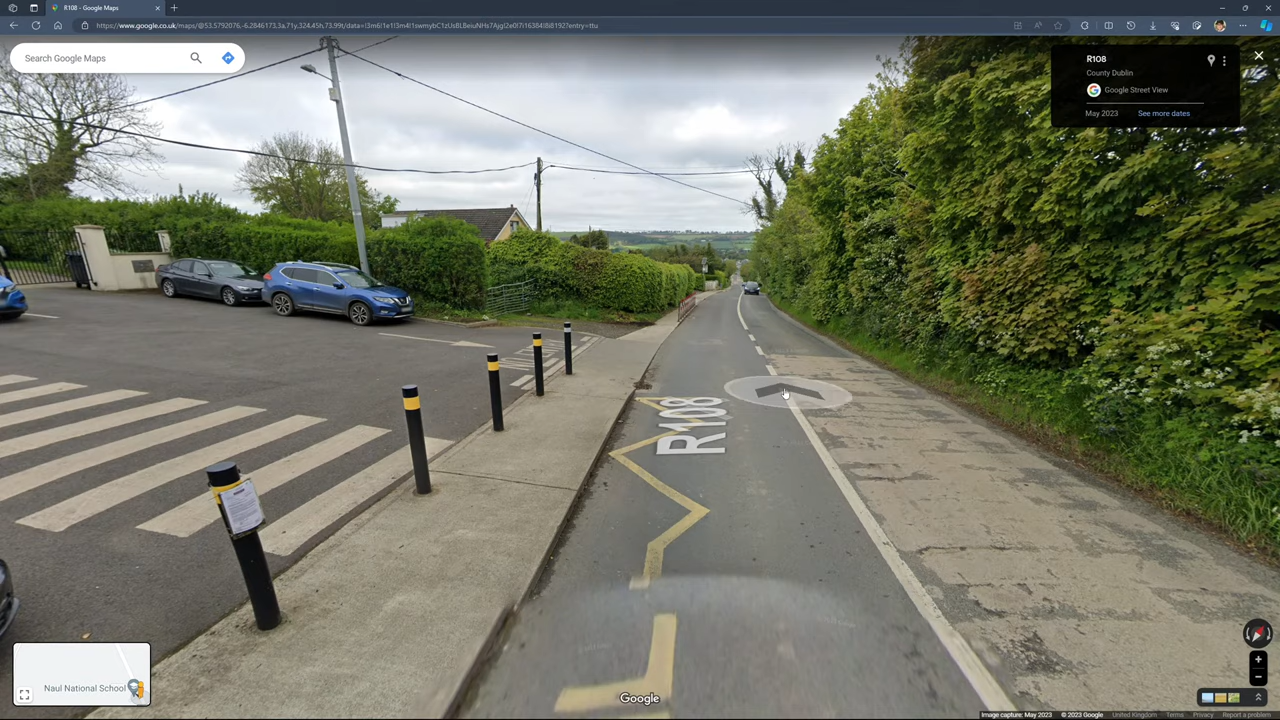 R108 - Google Maps
https://www.google.co.uk/maps/@53.5792076,-6.2846173,3a,71y,324.45h,73.99t/data=!3m6!1e1!3m4!1swmybC1zUsBLBeiuNHs7Ajg!2e0!7i16384!8i8192?entry=ttu
Search Google Maps
R108
County Dublin
Google Street View
May 2023
See more dates
R108
Naul National School
Google
Image capture: May 2023
© 2023 Google
United Kingdom
Terms
Privacy
Report a problem